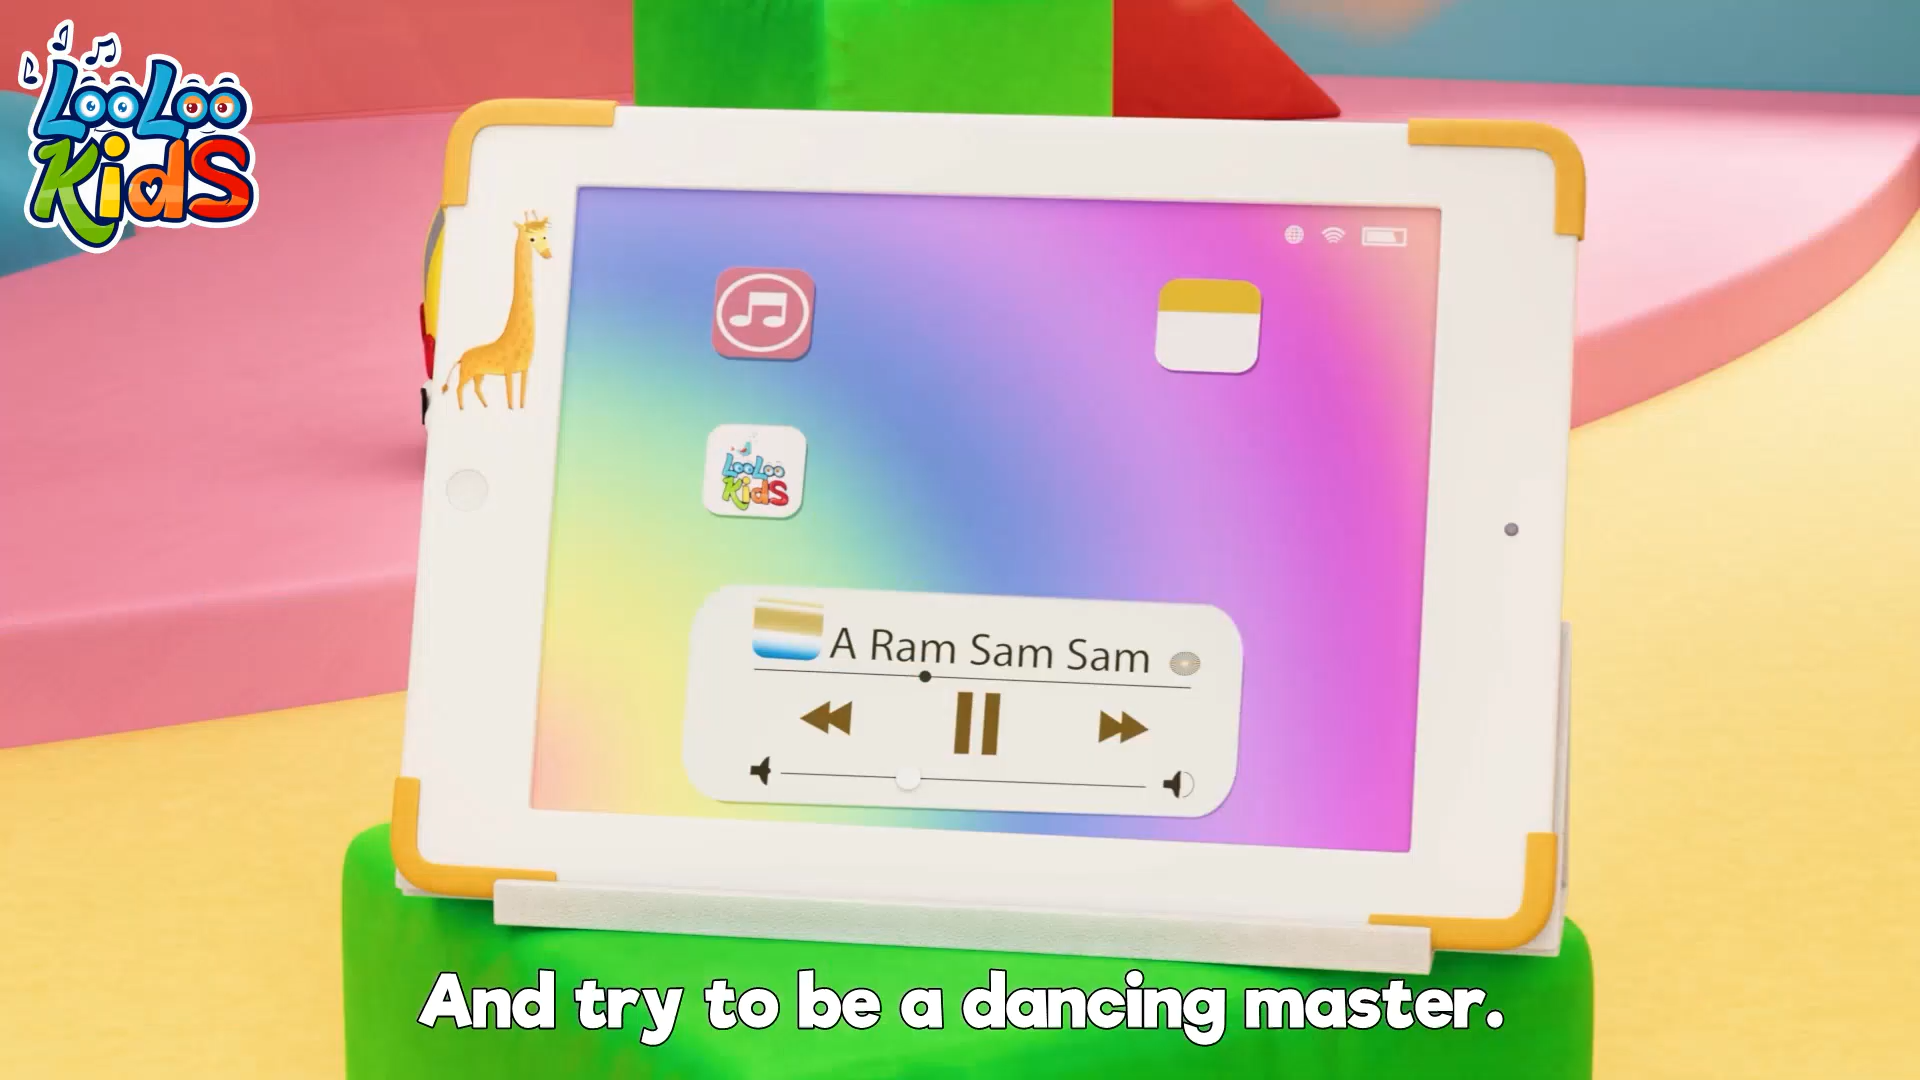 LooLoo
Kids
LooLoo
Kids
A Ram Sam Sam
And try to be a dancing master.